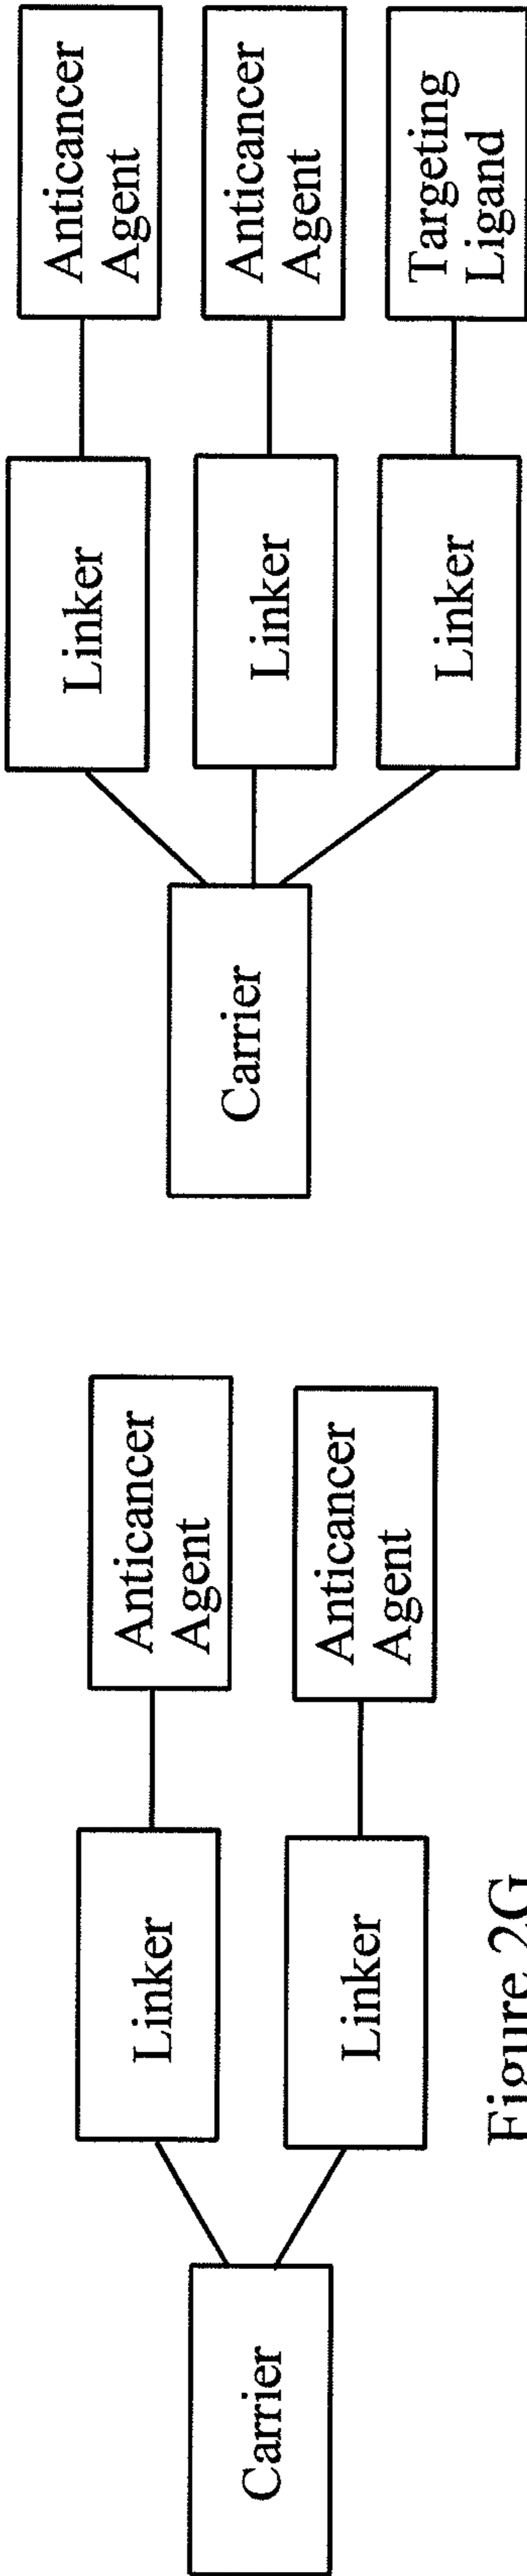 Carrier
Linker
Anticancer
Agent
Linker
Anticancer
Agent
Figure 2G
Carrier
Linker
Anticancer
Agent
Linker
Anticancer
Agent
Linker
Targeting
Ligand